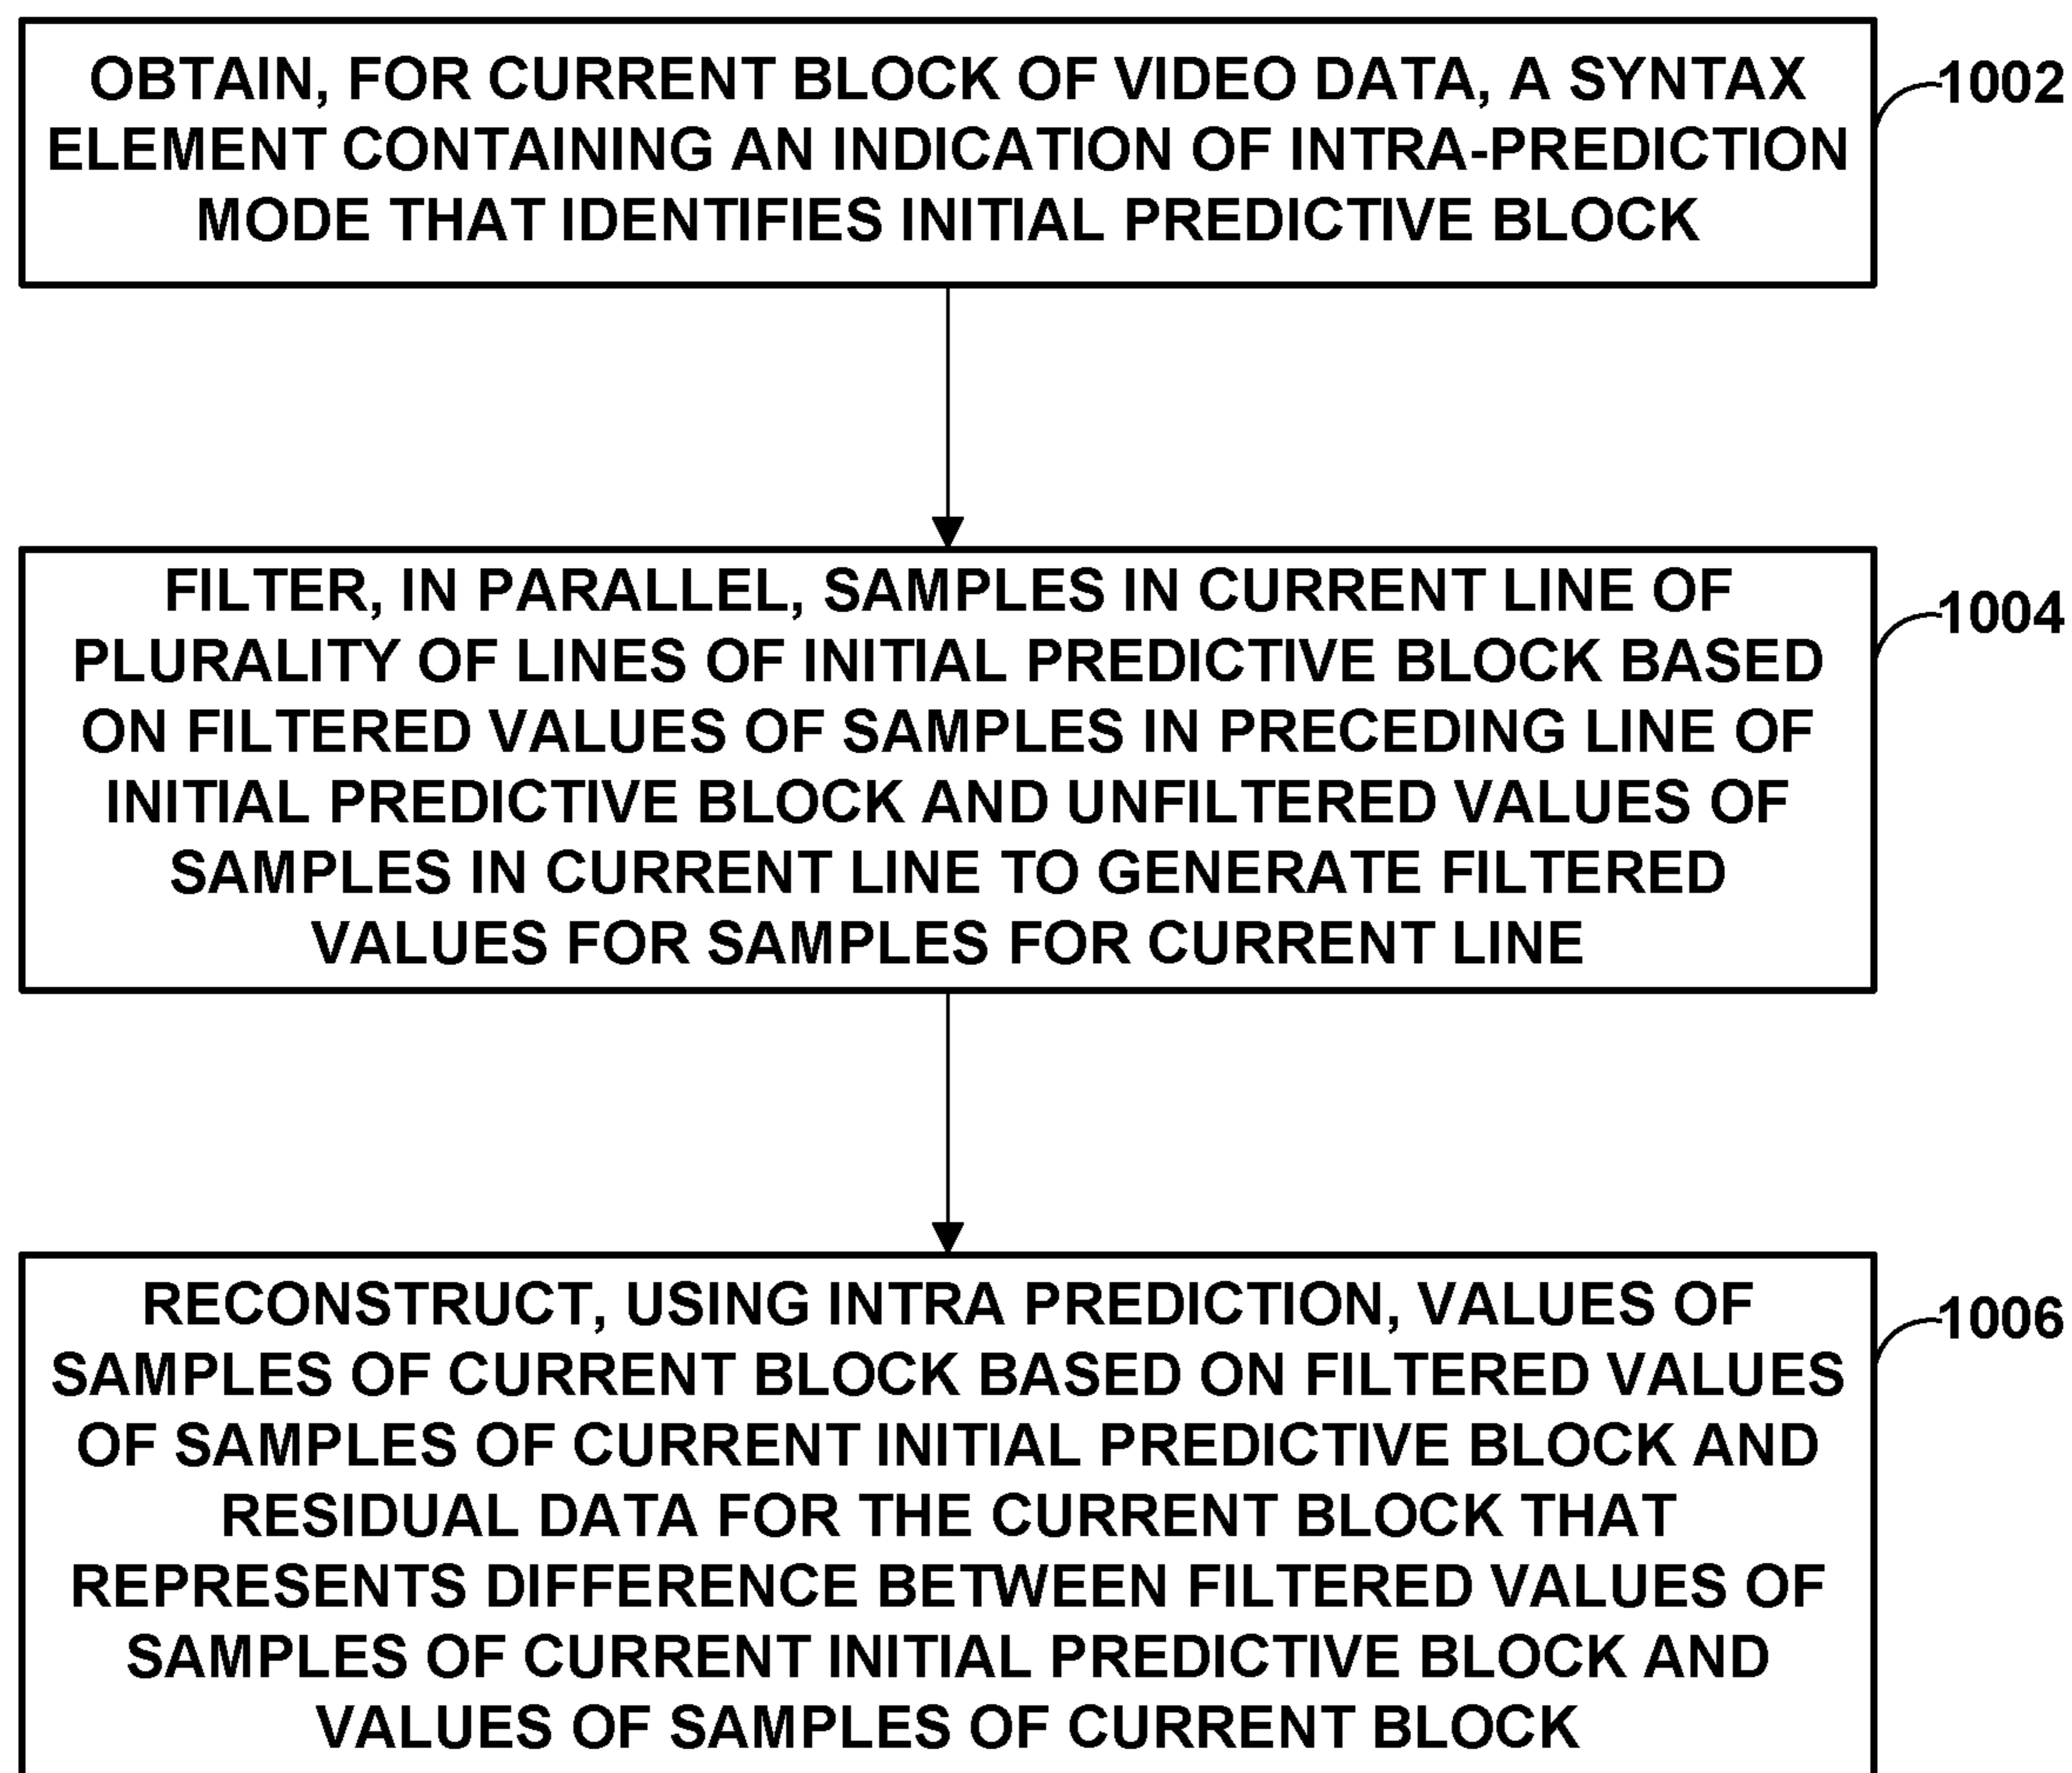 OBTAIN, FOR CURRENT BLOCK OF VIDEO DATA, A SYNTAX
ELEMENT CONTAINING AN INDICATION OF INTRA-PREDICTION
MODE THAT IDENTIFIES INITIAL PREDICTIVE BLOCK
1002
FILTER, IN PARALLEL, SAMPLES IN CURRENT LINE OF
PLURALITY OF LINES OF INITIAL PREDICTIVE BLOCK BASED
ON FILTERED VALUES OF SAMPLES IN PRECEDING LINE OF
INITIAL PREDICTIVE BLOCK AND UNFILTERED VALUES OF
SAMPLES IN CURRENT LINE TO GENERATE FILTERED
VALUES FOR SAMPLES FOR CURRENT LINE
1004
RECONSTRUCT, USING INTRA PREDICTION, VALUES OF
SAMPLES OF CURRENT BLOCK BASED ON FILTERED VALUES
OF SAMPLES OF CURRENT INITIAL PREDICTIVE BLOCK AND
RESIDUAL DATA FOR THE CURRENT BLOCK THAT
REPRESENTS DIFFERENCE BETWEEN FILTERED VALUES OF
SAMPLES OF CURRENT INITIAL PREDICTIVE BLOCK AND
VALUES OF SAMPLES OF CURRENT BLOCK
1006